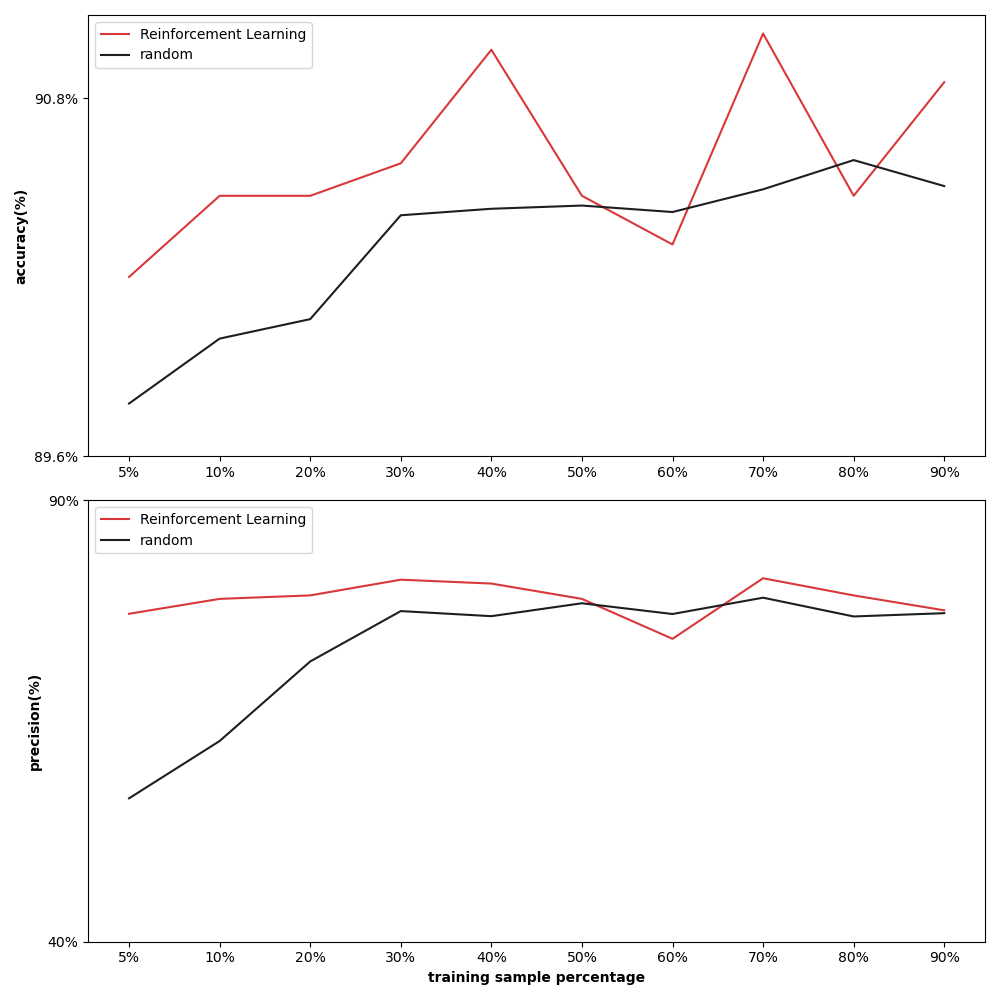 Reinforcement Learning
random
90.8%
accuracy(%)
89.6%
5% 10% 20% 30% 40% 50% 60% 70% 80% 90%
90%
Reinforcement Learning
random
precision(%)
40%
5% 10% 20% 30% 40% 50% 60% 70% 80% 90%
training sample percentage